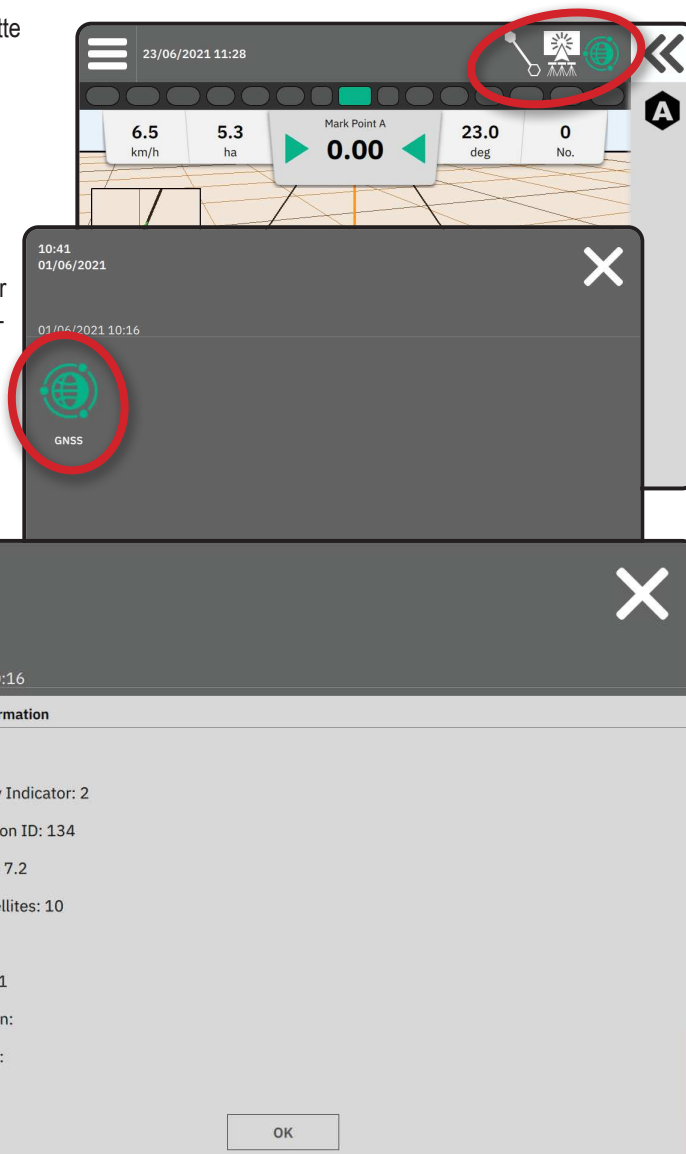 tte
23/06/2021 11:28
A
Mark Point A
6.5
km/h
5.3
ha
0.00
23.0
deg
0
No.
r
-
10:41
01/06/2021
01/06/2021 10:16
GNSS
:16
rmation
Indicator: 2
on ID: 134
7.2
llites: 10
1
n:
:
OK